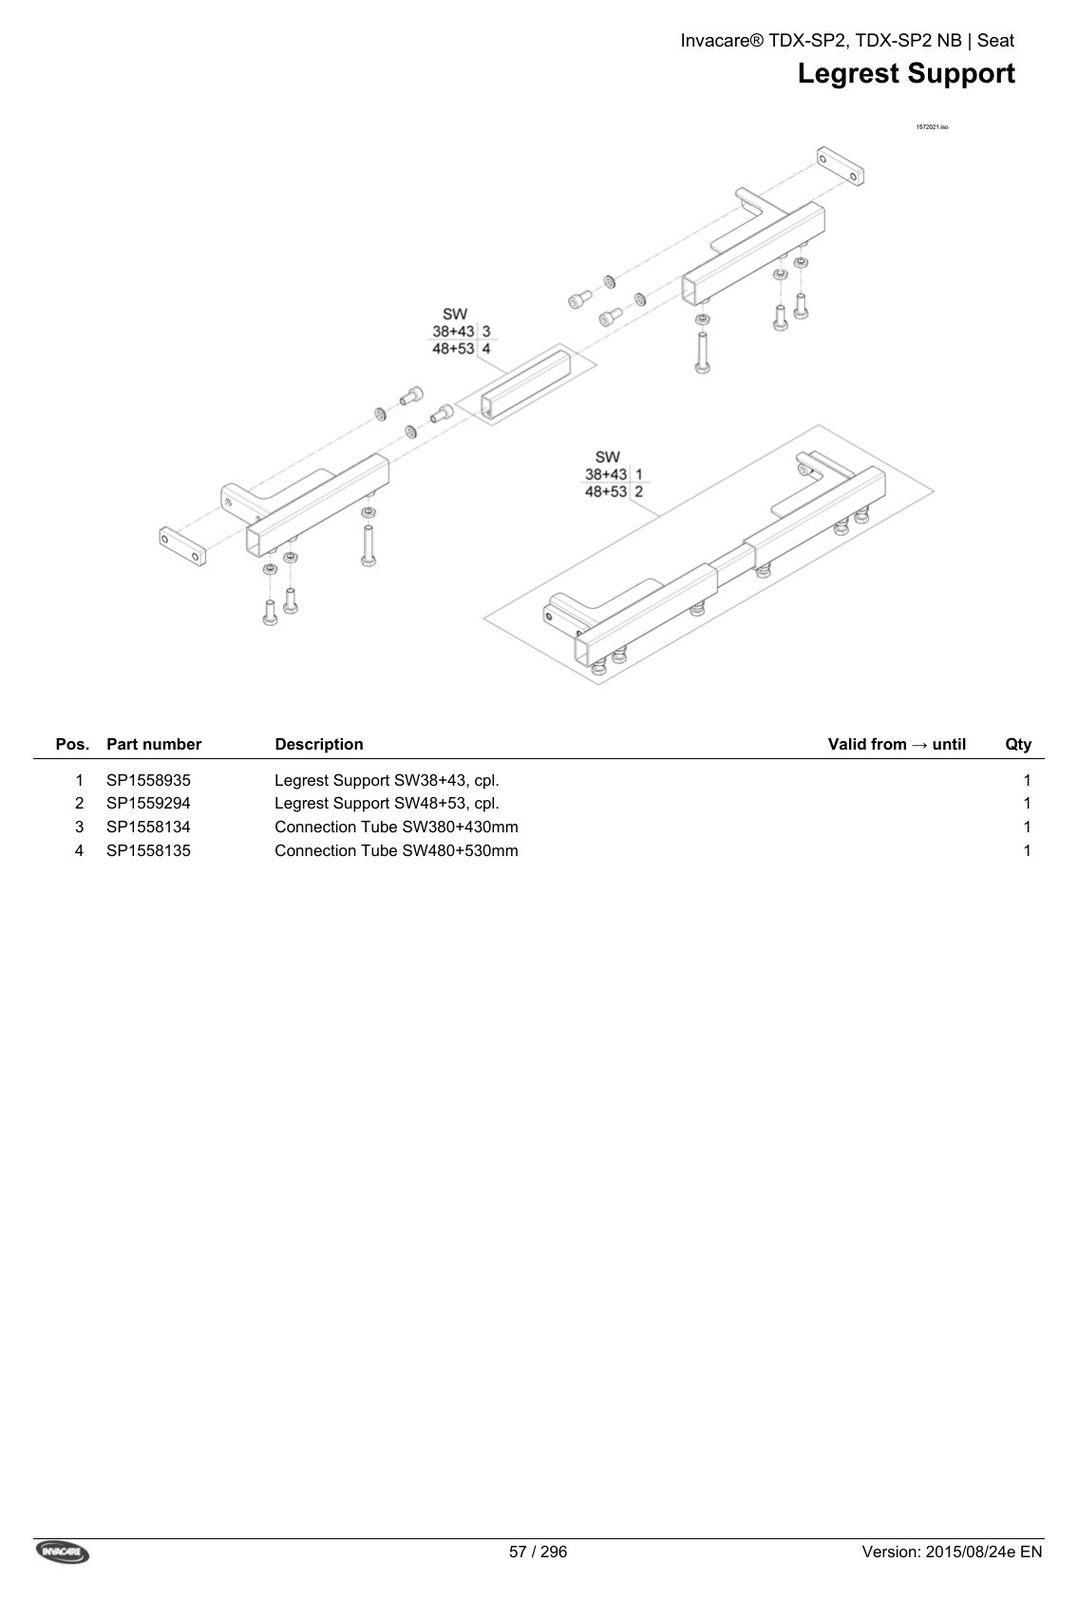 Invacare® TDX-SP2, TDX-SP2 NB | Seat
Legrest Support
1572021.iso
SW
38+43 3
48+53 4
SW
38+43 1
48+53 2
Pos. Part number Description Valid from → until Qty
1 SP1558935 Legrest Support SW38+43, cpl. 1
2 SP1559294 Legrest Support SW48+53, cpl. 1
3 SP1558134 Connection Tube SW380+430mm 1
4 SP1558135 Connection Tube SW480+530mm 1
INVACARE 57 / 296 Version: 2015/08/24e EN